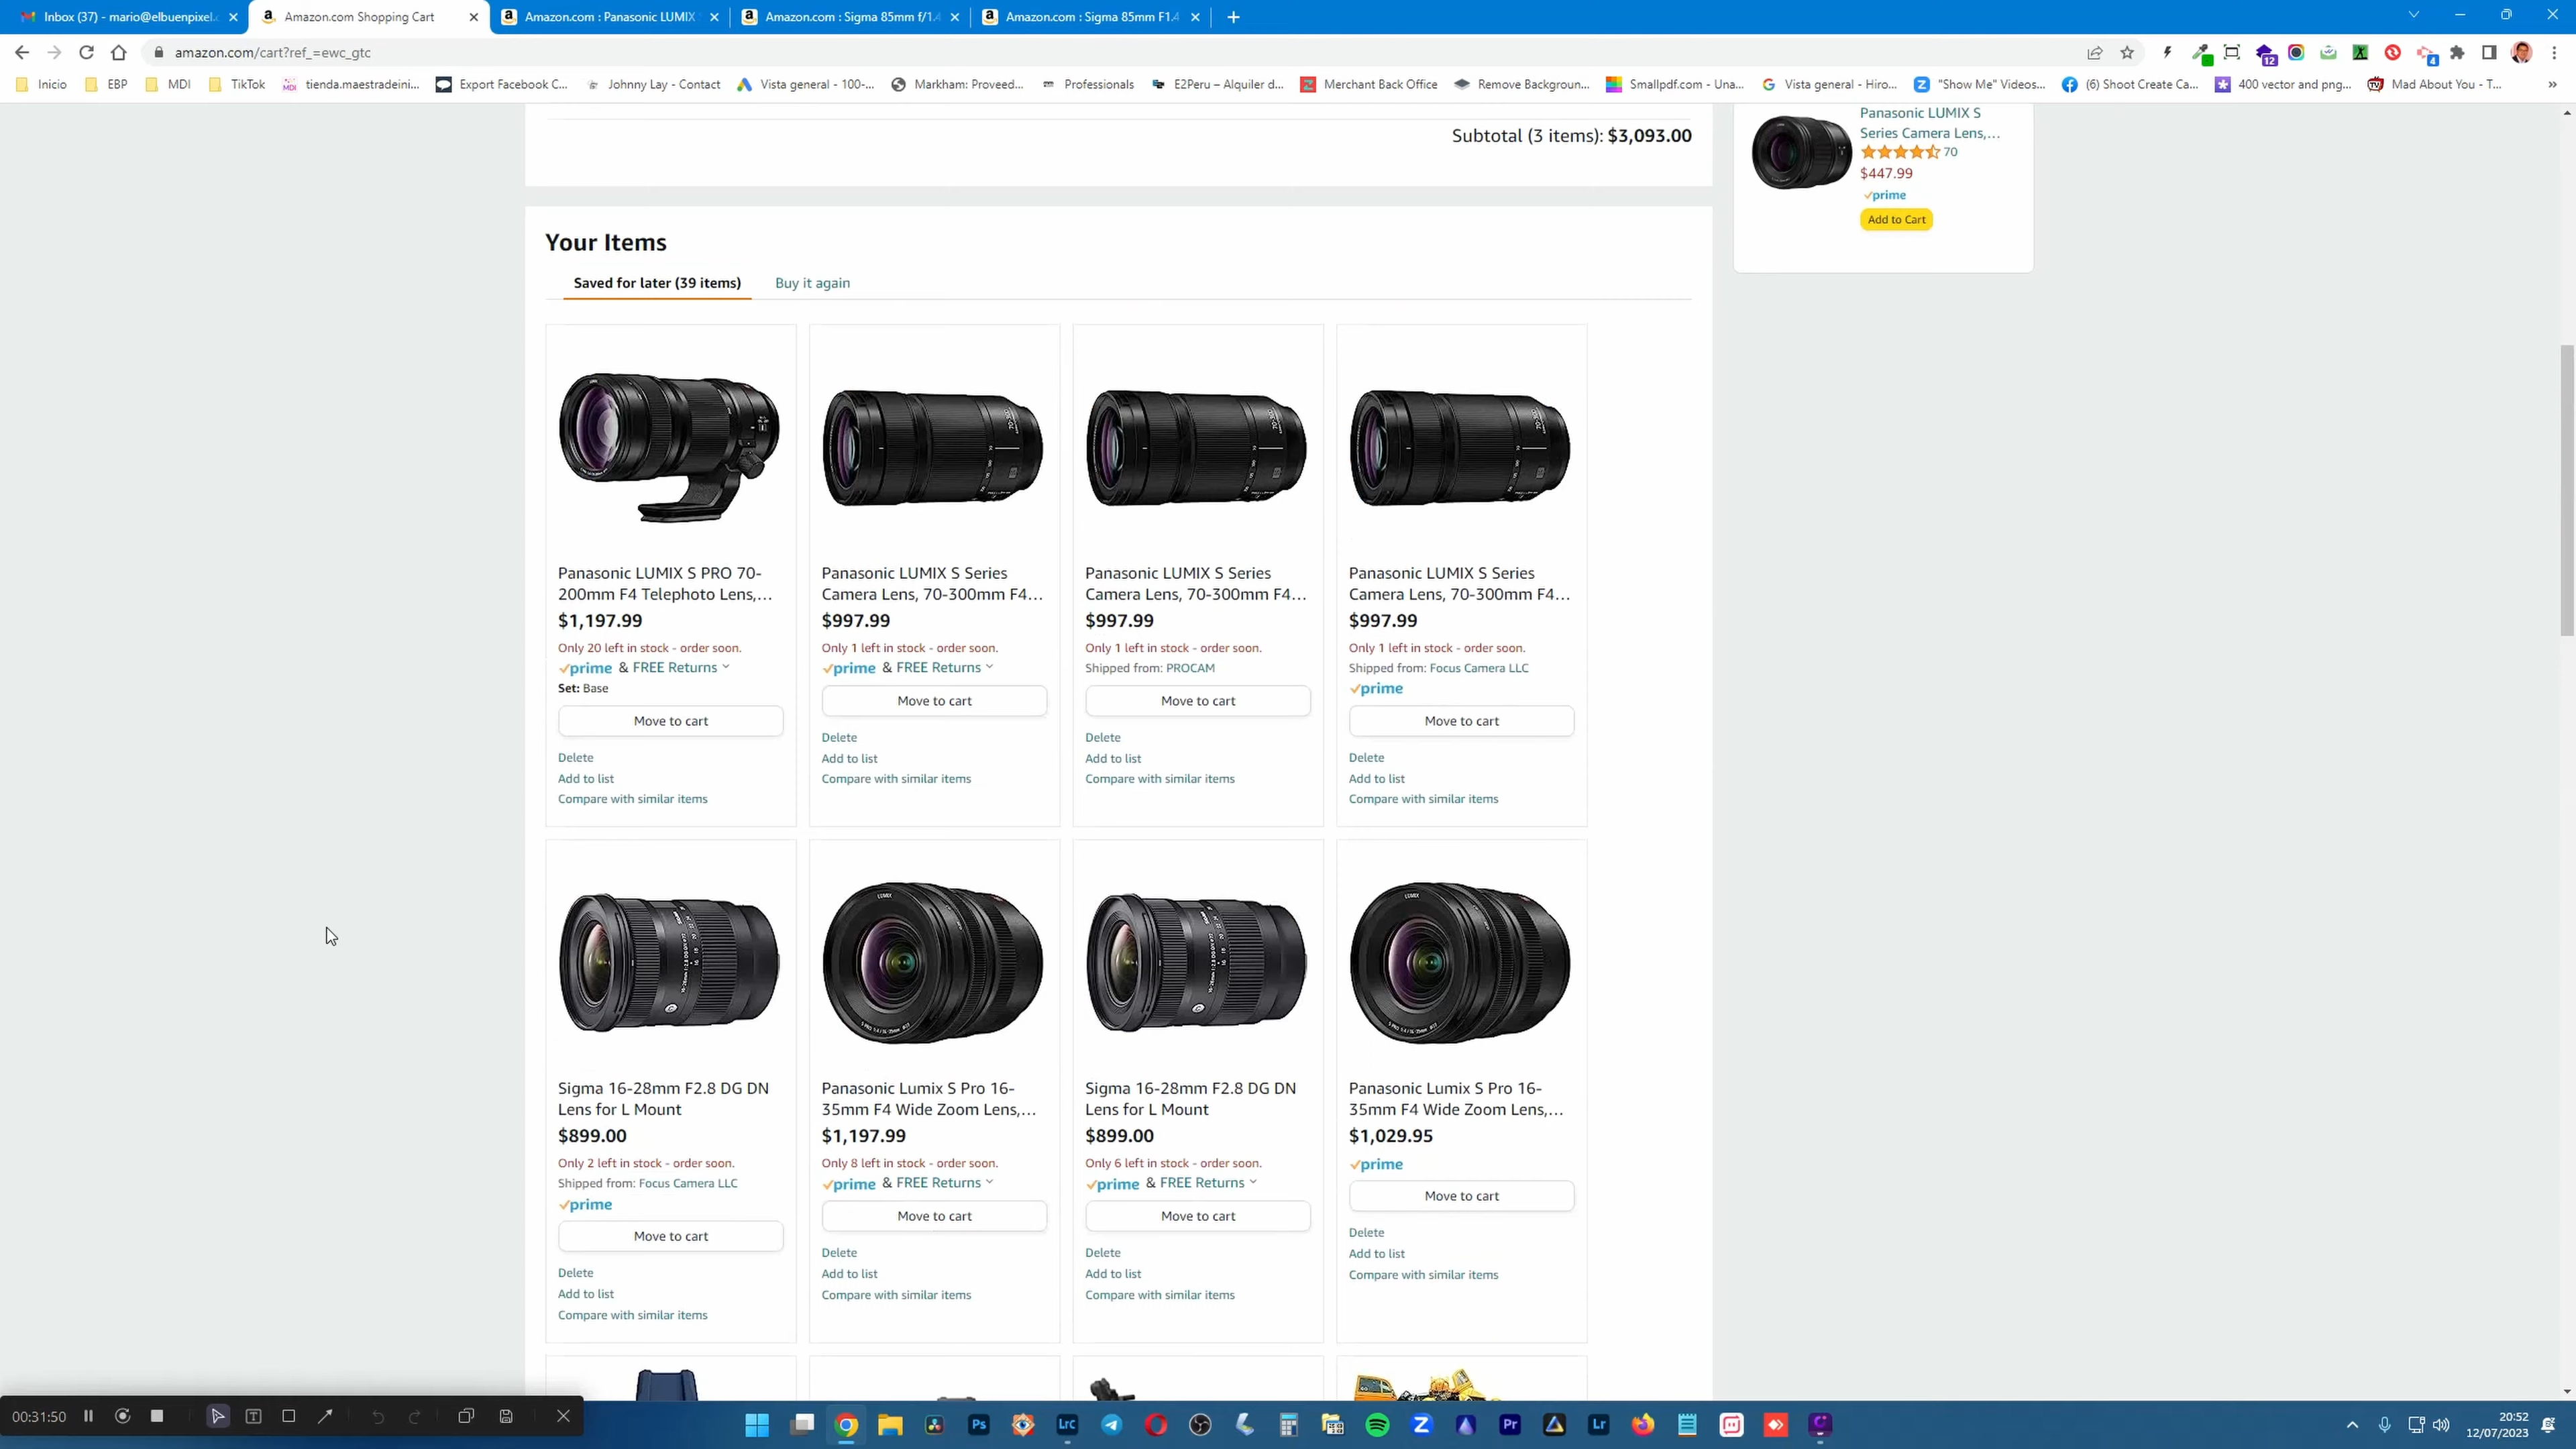 Inbox (37) - mario@elbuenpixel.c
Amazon.com Shopping Cart
Amazon.com : Panasonic LUMIX
Amazon.com : Sigma 85mm f/1.4
Amazon.com : Sigma 85mm F1.4
amazon.com/cart?ref_=ewc_gtc
12
4
Inicio
EBP
MDI
TikTok
tienda.maestradeini...
Export Facebook C...
Johnny Lay - Contact
Vista general - 100-...
Markham: Proveed...
Professionals
E2Peru – Alquiler d...
Merchant Back Office
Remove Backgroun...
Smallpdf.com - Una...
Vista general - Hiro...
"Show Me" Videos...
(6) Shoot Create Ca...
400 vector and png...
Mad About You - T...
Subtotal (3 items): $3,093.00
Panasonic LUMIX S
Series Camera Lens,...
70
$447.99
prime
Add to Cart
Your Items
Saved for later (39 items)
Buy it again
Panasonic LUMIX S PRO 70-
200mm F4 Telephoto Lens,...
$1,197.99
Only 20 left in stock - order soon.
prime & FREE Returns
Set: Base
Move to cart
Delete
Add to list
Compare with similar items
Panasonic LUMIX S Series
Camera Lens, 70-300mm F4...
$997.99
Only 1 left in stock - order soon.
prime & FREE Returns
Move to cart
Delete
Add to list
Compare with similar items
Panasonic LUMIX S Series
Camera Lens, 70-300mm F4...
$997.99
Only 1 left in stock - order soon.
Shipped from: PROCAM
Move to cart
Delete
Add to list
Compare with similar items
Panasonic LUMIX S Series
Camera Lens, 70-300mm F4...
$997.99
Only 1 left in stock - order soon.
Shipped from: Focus Camera LLC
prime
Move to cart
Delete
Add to list
Compare with similar items
Sigma 16-28mm F2.8 DG DN
Lens for L Mount
$899.00
Only 2 left in stock - order soon.
Shipped from: Focus Camera LLC
prime
Move to cart
Delete
Add to list
Compare with similar items
LUMIX
Panasonic Lumix S Pro 16-
35mm F4 Wide Zoom Lens,...
$1,197.99
Only 8 left in stock - order soon.
prime & FREE Returns
Move to cart
Delete
Add to list
Compare with similar items
Sigma 16-28mm F2.8 DG DN
Lens for L Mount
$899.00
Only 6 left in stock - order soon.
prime & FREE Returns
Move to cart
Delete
Add to list
Compare with similar items
LUMIX
Panasonic Lumix S Pro 16-
35mm F4 Wide Zoom Lens,...
$1,029.95
prime
Move to cart
Delete
Add to list
Compare with similar items
00:31:50
Ps
Lrc
Pr
Lr
20:52
12/07/2023